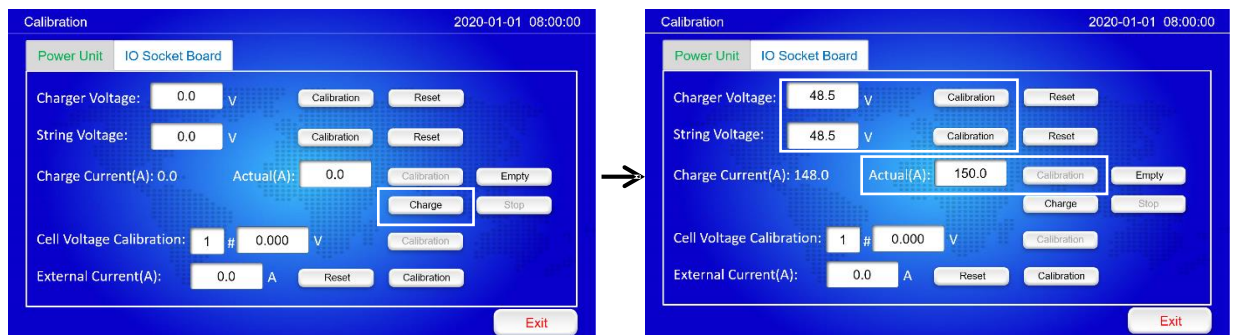 Calibration 2020-01-01 08:00:00
Power Unit IO Socket Board
Charger Voltage: 0.0 V Calibration Reset
String Voltage: 0.0 V Calibration Reset
Charge Current(A): 0.0 Actual(A): 0.0 Calibration Empty
Charge Stop
Cell Voltage Calibration: 1 # 0.000 V Calibration
External Current(A): 0.0 A Reset Calibration
Exit
Calibration 2020-01-01 08:00:00
Power Unit IO Socket Board
Charger Voltage: 48.5 V Calibration Reset
String Voltage: 48.5 V Calibration Reset
Charge Current(A): 148.0 Actual(A): 150.0 Calibration Empty
Charge Stop
Cell Voltage Calibration: 1 # 0.000 V Calibration
External Current(A): 0.0 A Reset Calibration
Exit